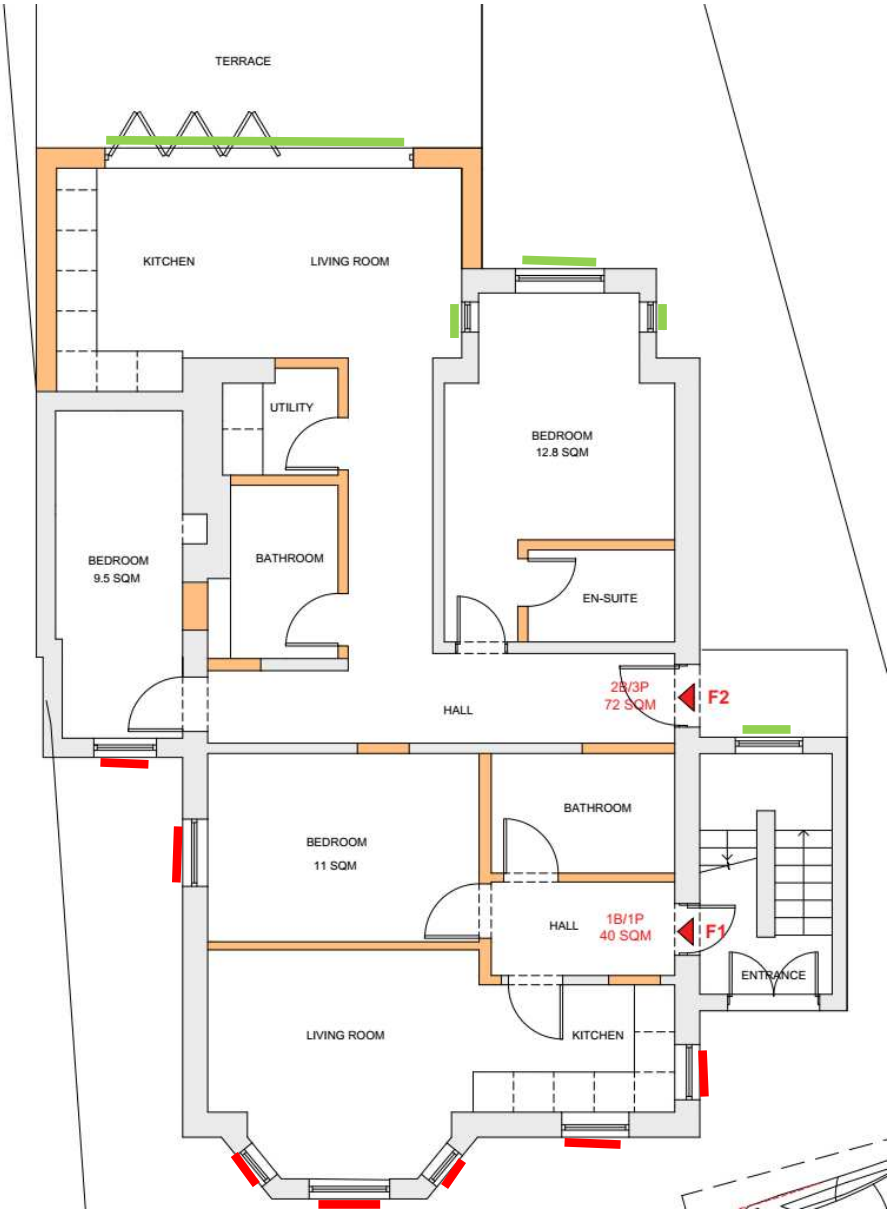 TERRACE
KITCHEN
LIVING ROOM
UTILITY
BEDROOM
12.8 SQM
BATHROOM
BEDROOM
9.5 SQM
EN-SUITE
2B/3P
72 SQM
F2
HALL
BATHROOM
BEDROOM
11 SQM
HALL
1B/1P
40 SQM
F1
ENTRANCE
LIVING ROOM
KITCHEN